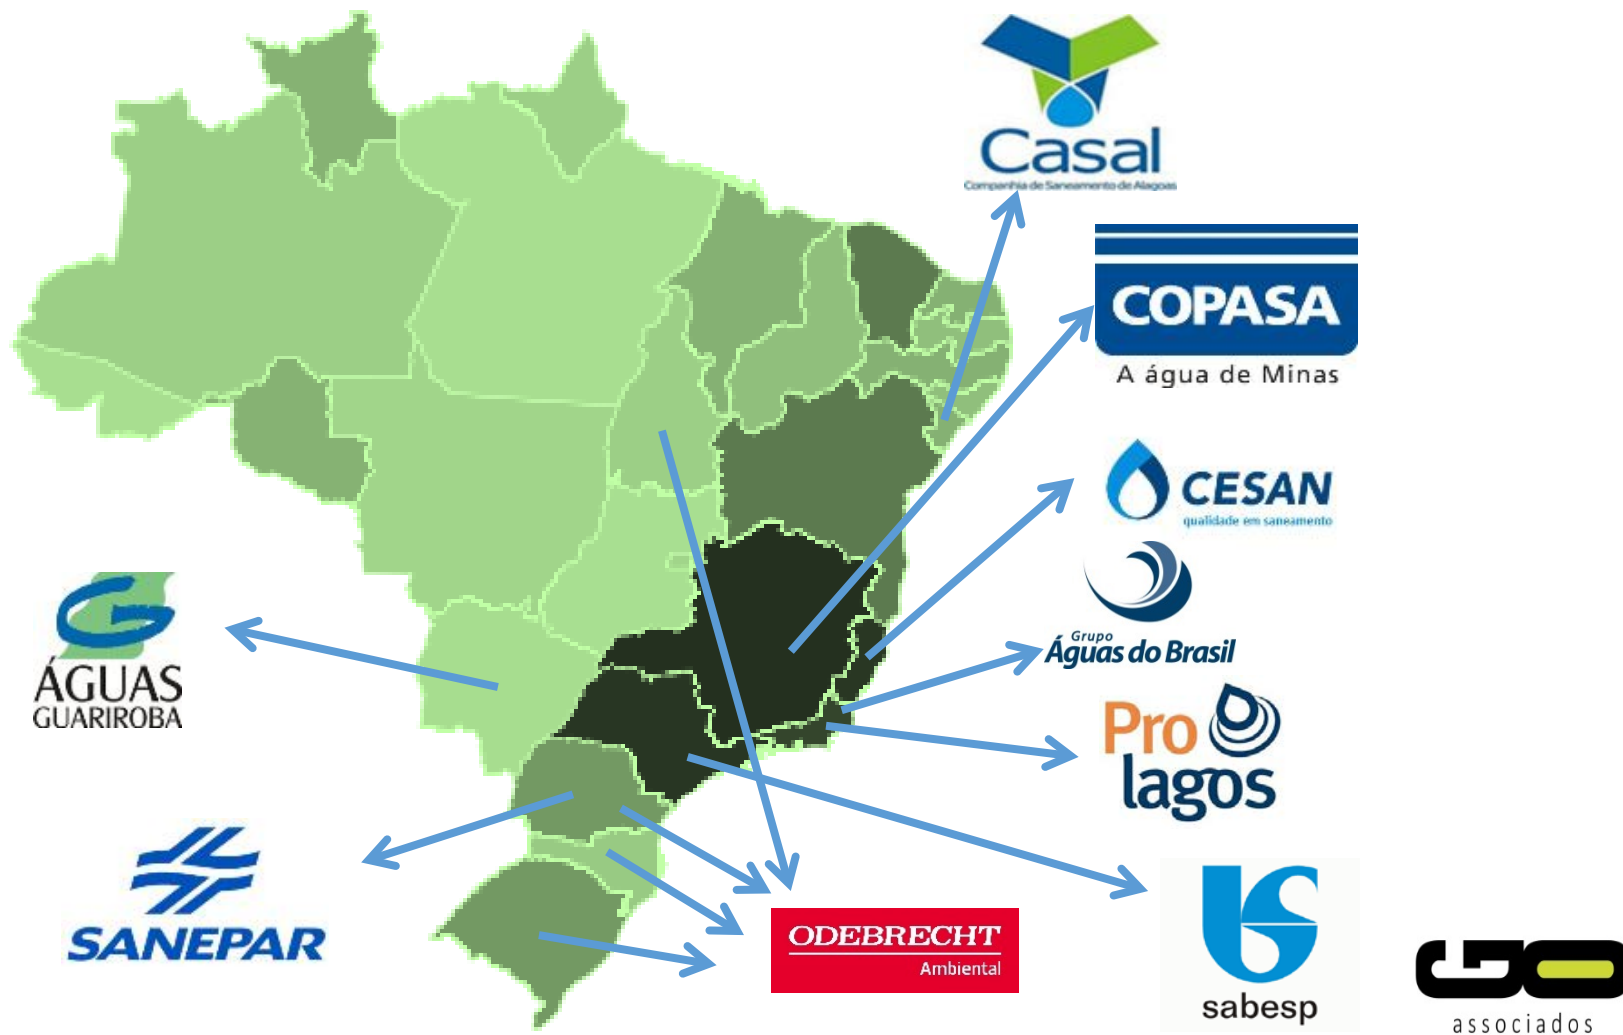 Casal
Companhia de Saneamento de Alagoas
COPASA
A água de Minas
CESAN
qualidade em saneamento
Grupo
Águas do Brasil
Pro
lagos
ÁGUAS
GUARIROBA
SANEPAR
ODEBRECHT
Ambiental
sabesp
GO
associados